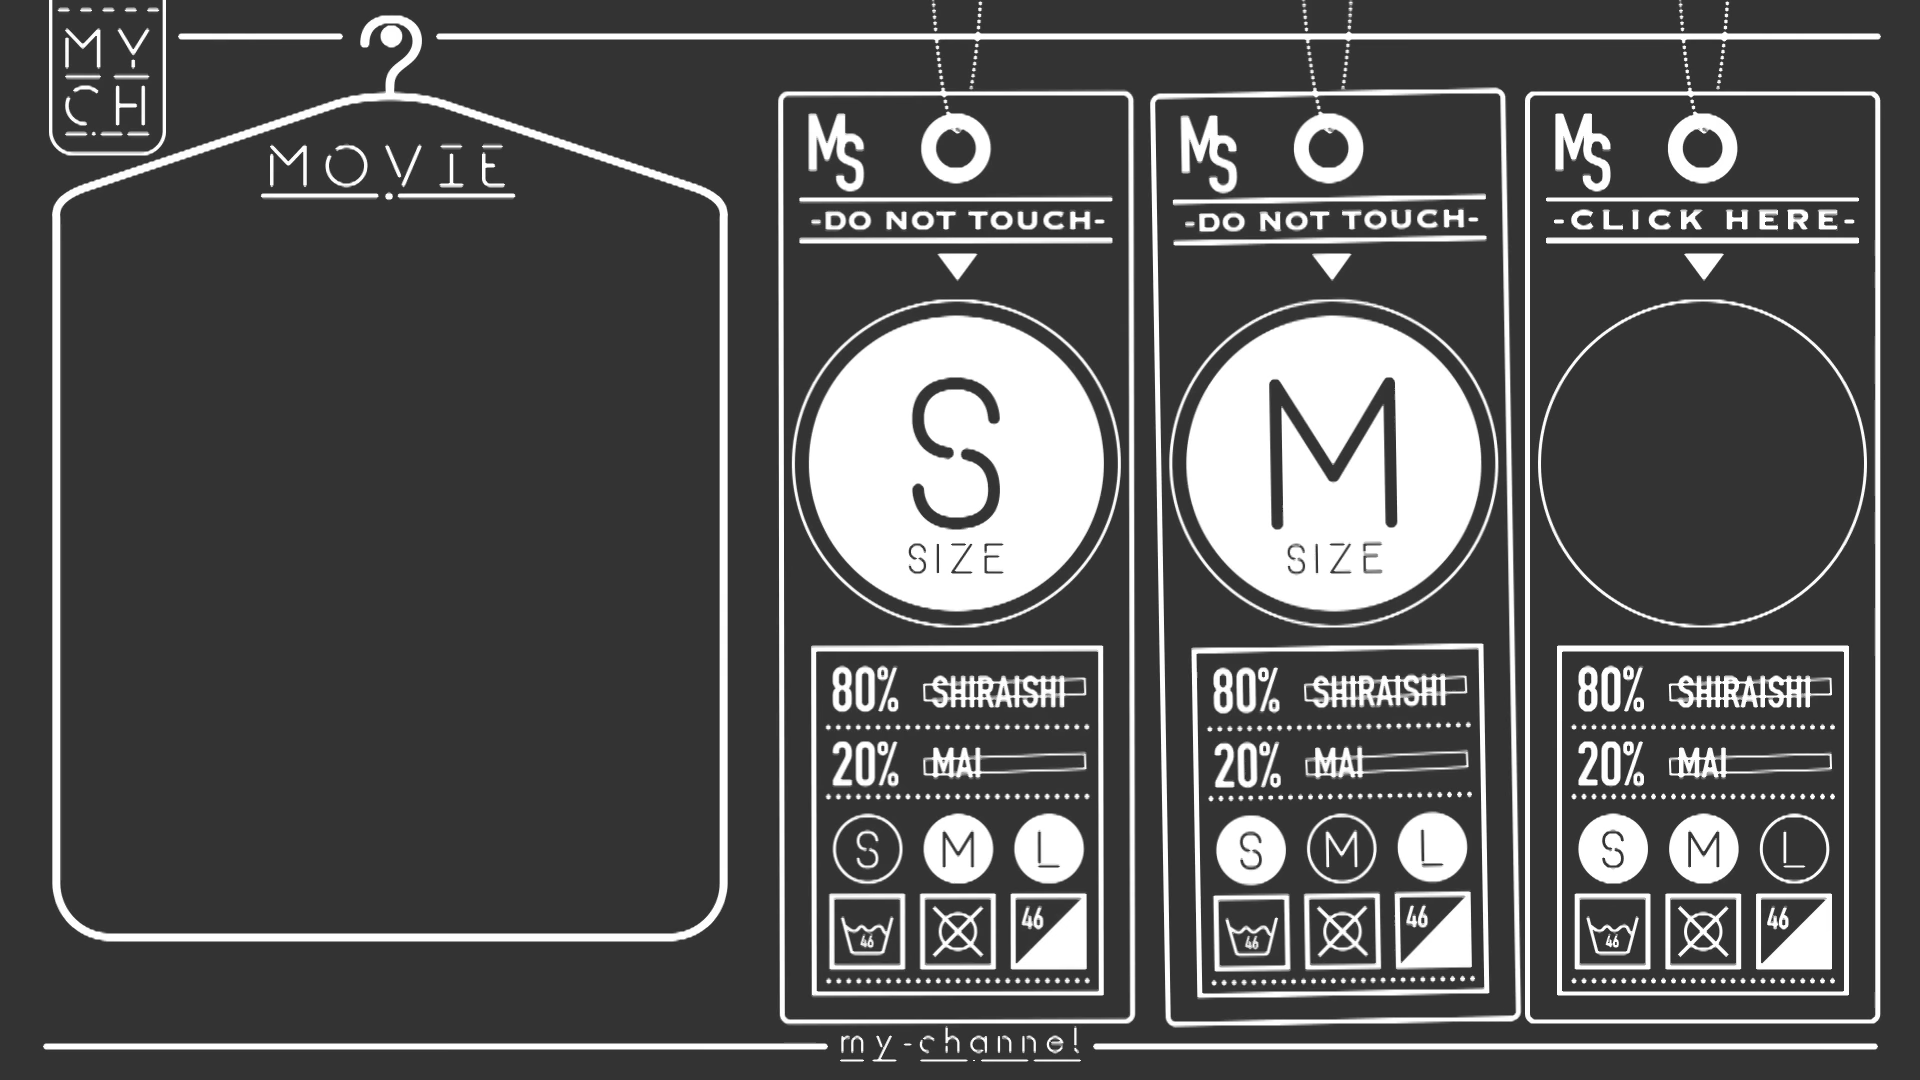 MY
CH
MOVIE
MS
-DO NOT TOUCH-
S
SIZE
80% SHIRAISHI
20% MAI
S M L
46 46
MS
-DO NOT TOUCH-
M
SIZE
80% SHIRAISHI
20% MAI
S M L
46 46
MS
-CLICK HERE-
80% SHIRAISHI
20% MAI
S M L
46 46
my-channel